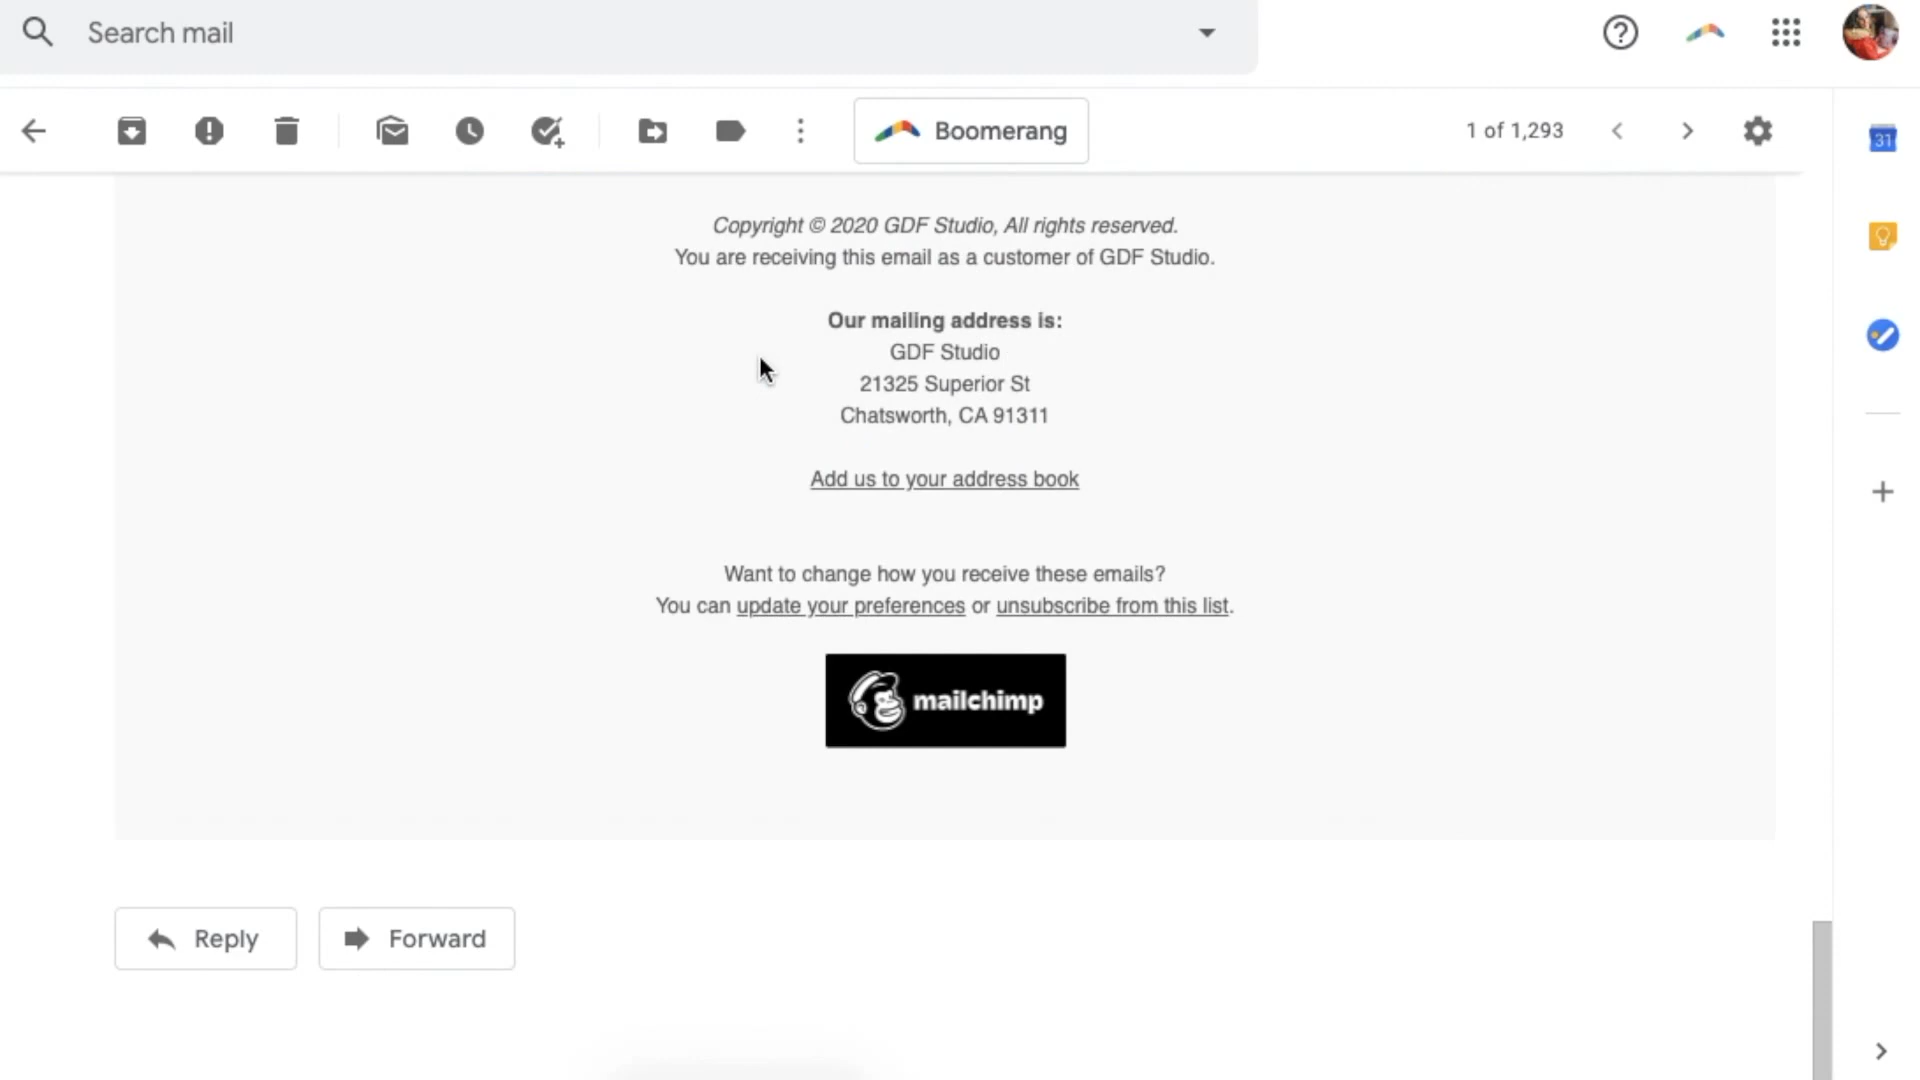 Search mail
Boomerang
1 of 1,293
31
Copyright © 2020 GDF Studio, All rights reserved.
You are receiving this email as a customer of GDF Studio.
Our mailing address is:
GDF Studio
21325 Superior St
Chatsworth, CA 91311
Add us to your address book
Want to change how you receive these emails?
You can update your preferences or unsubscribe from this list.
mailchimp
Reply
Forward